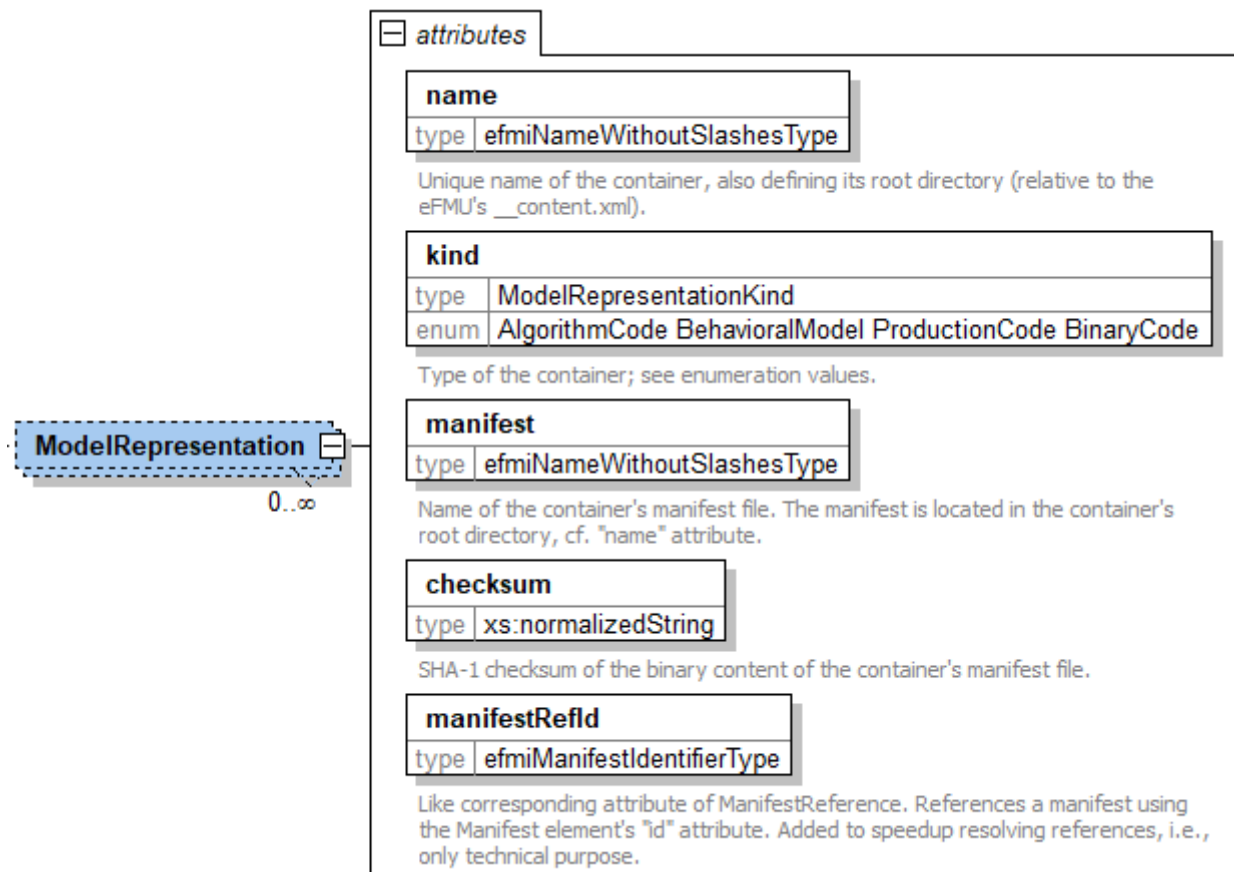 attributes
name
type efmiNameWithoutSlashesType
Unique name of the container, also defining its root directory (relative to the
eFMU's __content.xml).
kind
type ModelRepresentationKind
enum AlgorithmCode BehavioralModel ProductionCode BinaryCode
Type of the container; see enumeration values.
manifest
type efmiNameWithoutSlashesType
ModelRepresentation
0..∞
Name of the container's manifest file. The manifest is located in the container's
root directory, cf. "name" attribute.
checksum
type xs:normalizedString
SHA-1 checksum of the binary content of the container's manifest file.
manifestRefId
type efmiManifestIdentifierType
Like corresponding attribute of ManifestReference. References a manifest using
the Manifest element's "id" attribute. Added to speedup resolving references, i.e.,
only technical purpose.